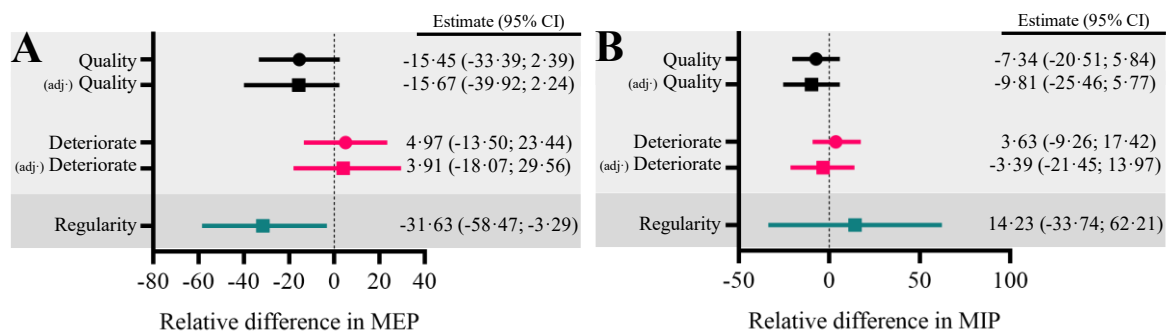 A
Estimate (95% CI)
Quality
-15·45 (-33·39; 2·39)
(adj·) Quality
-15·67 (-39·92; 2·24)
Deteriorate
4·97 (-13·50; 23·44)
(adj·) Deteriorate
3·91 (-18·07; 29·56)
Regularity
-31·63 (-58·47; -3·29)
-80 -60 -40 -20 0 20 40
Relative difference in MEP
B
Estimate (95% CI)
Quality
-7·34 (-20·51; 5·84)
(adj·) Quality
-9·81 (-25·46; 5·77)
Deteriorate
3·63 (-9·26; 17·42)
(adj·) Deteriorate
-3·39 (-21·45; 13·97)
Regularity
14·23 (-33·74; 62·21)
-50 0 50 100
Relative difference in MIP